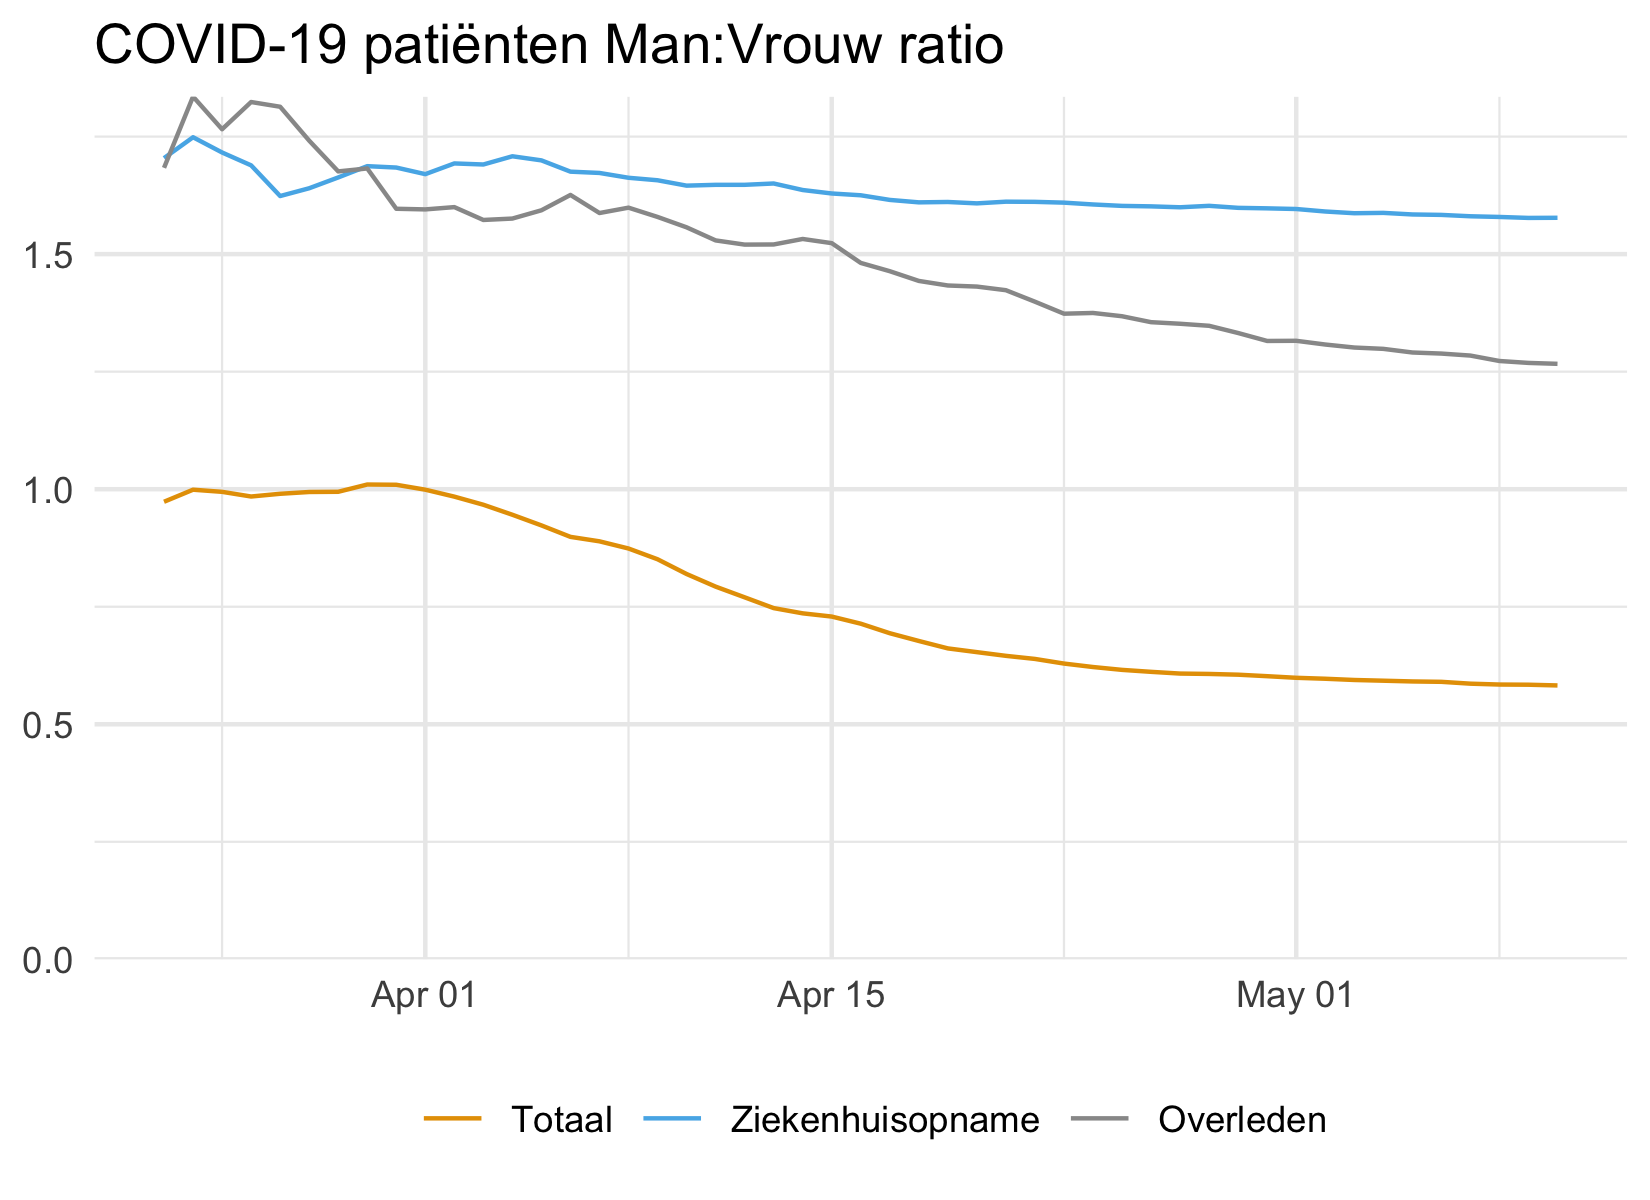 COVID-19 patiënten Man:Vrouw ratio
1.5
1.0
0.5
0.0
Apr 01 Apr 15 May 01
Totaal Ziekenhuisopname Overleden